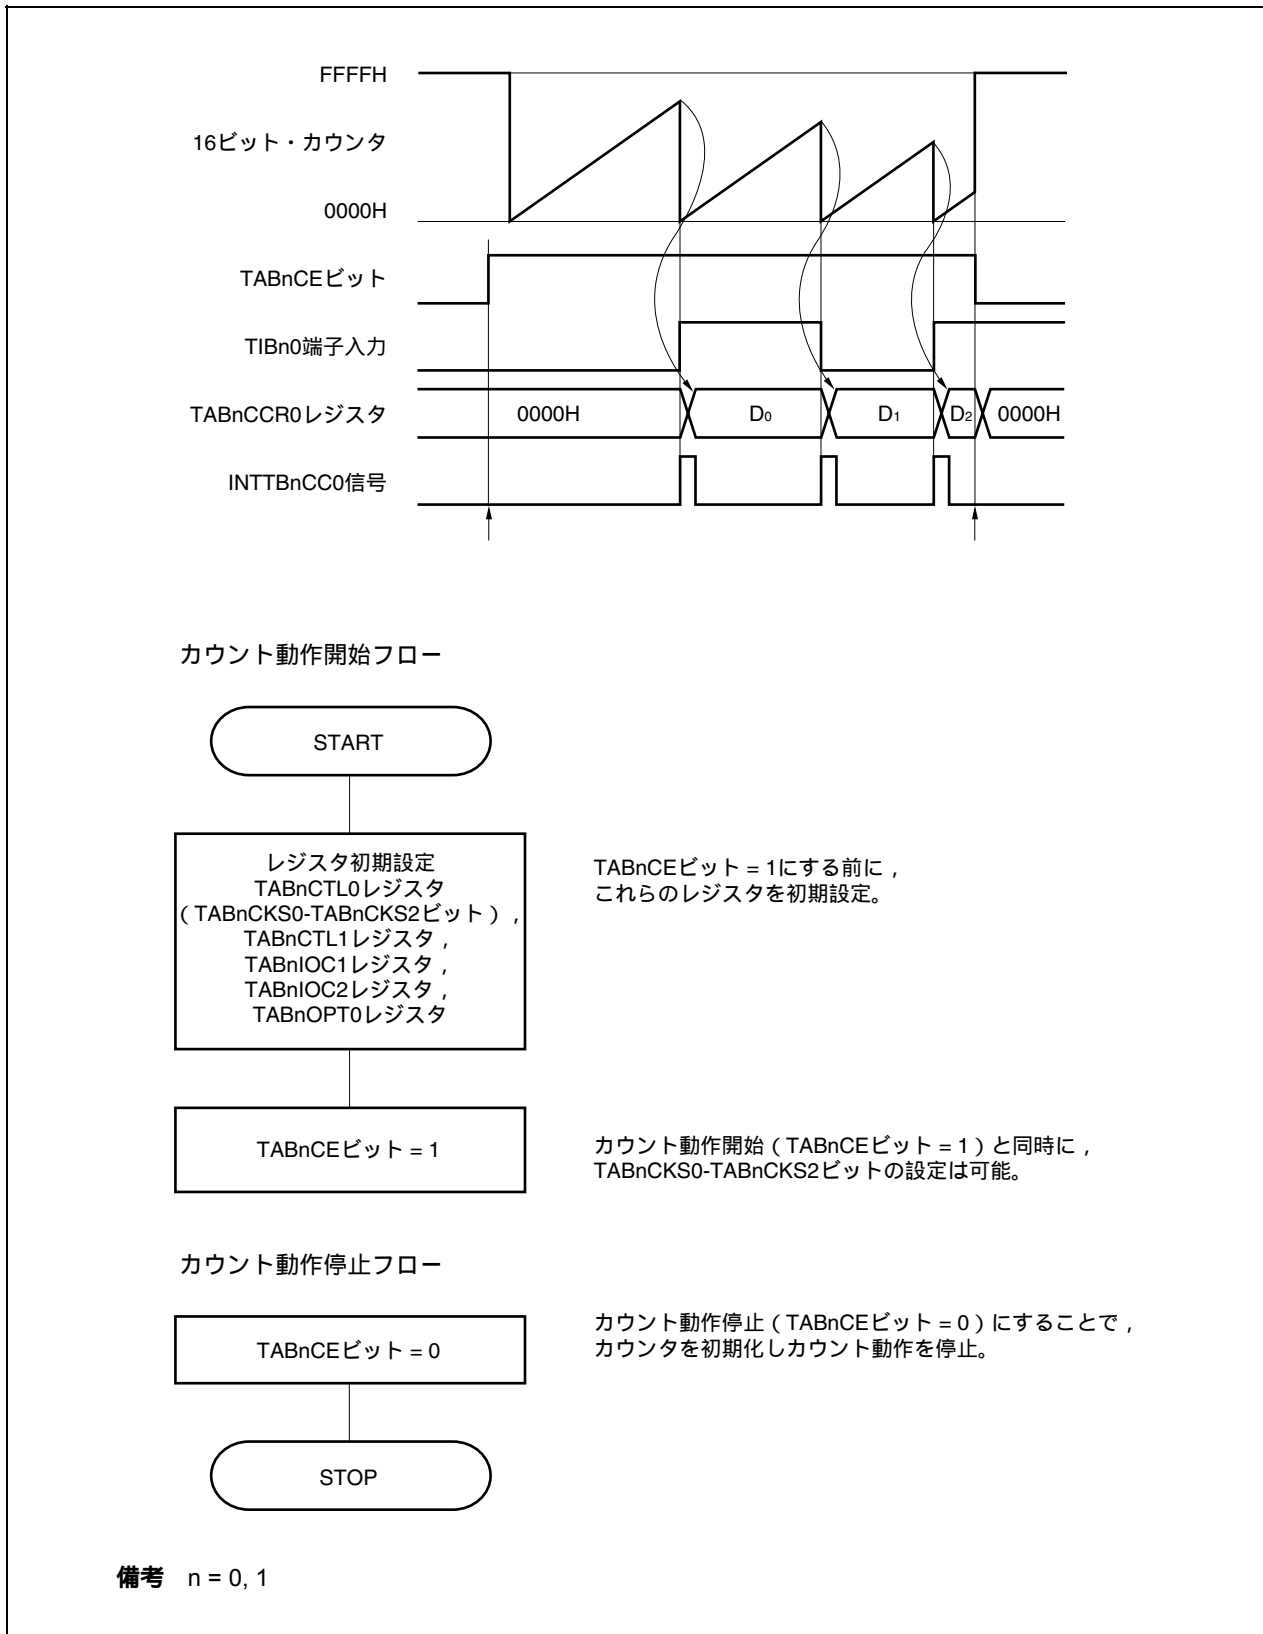 FFFFH
16ビット・カウンタ
0000H
TABnCEビット
TIBn0端子入力
TABnCCR0レジスタ
0000H
D0
D1
D2
0000H
INTTBnCC0信号
カウント動作開始フロー
START
レジスタ初期設定
TABnCTL0レジスタ
（TABnCKS0-TABnCKS2ビット），
TABnCTL1レジスタ，
TABnIOC1レジスタ，
TABnIOC2レジスタ，
TABnOPT0レジスタ
TABnCEビット = 1にする前に，
これらのレジスタを初期設定。
TABnCEビット = 1
カウント動作開始（TABnCEビット = 1）と同時に，
TABnCKS0-TABnCKS2ビットの設定は可能。
カウント動作停止フロー
TABnCEビット = 0
カウント動作停止（TABnCEビット = 0）にすることで，
カウンタを初期化しカウント動作を停止。
STOP
備考 n = 0, 1